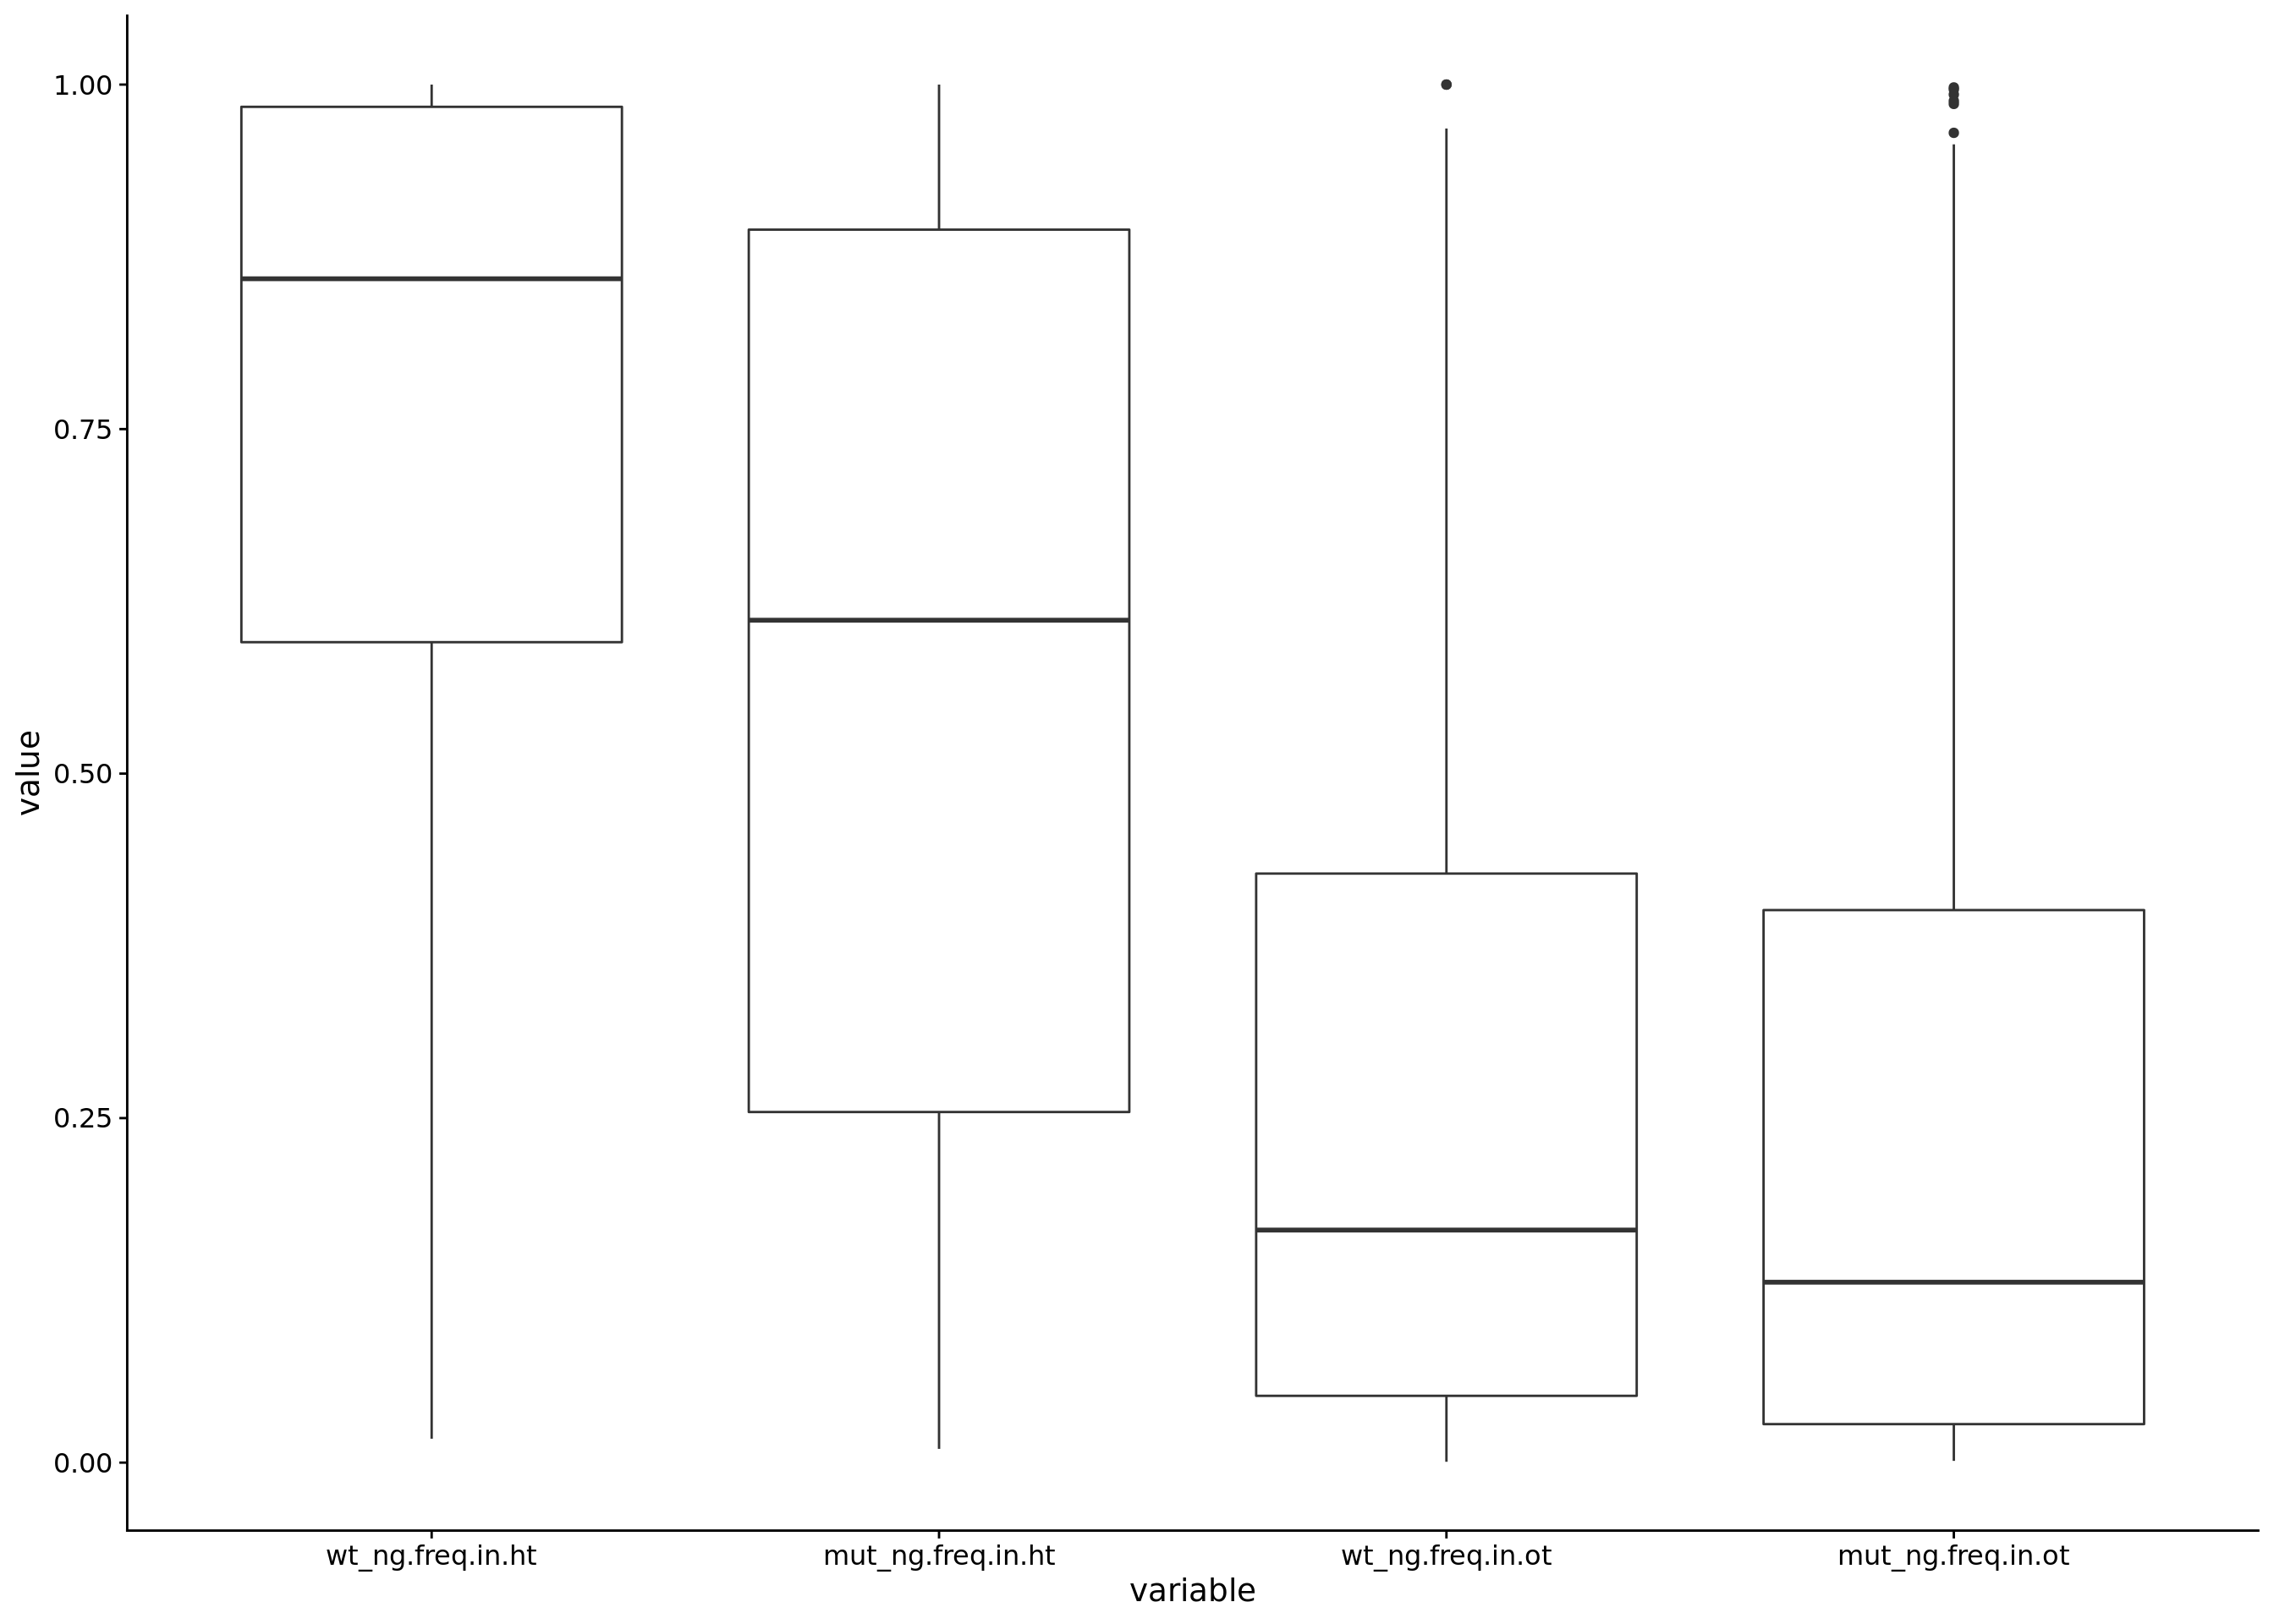 1.00
0.75
0.50
0.25
0.00
value
wt_ng.freq.in.ht
mut_ng.freq.in.ht
wt_ng.freq.in.ot
mut_ng.freq.in.ot
variable